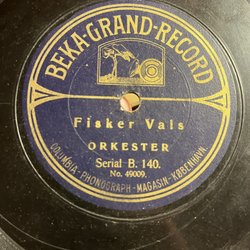 BEKA-GRAND-RECORD
Fisker Vals
ORKESTER
Serial B. 140.
No. 49009.
COLUMBIA-PHONOGRAPH-MAGASIN-KØBENHAVN.